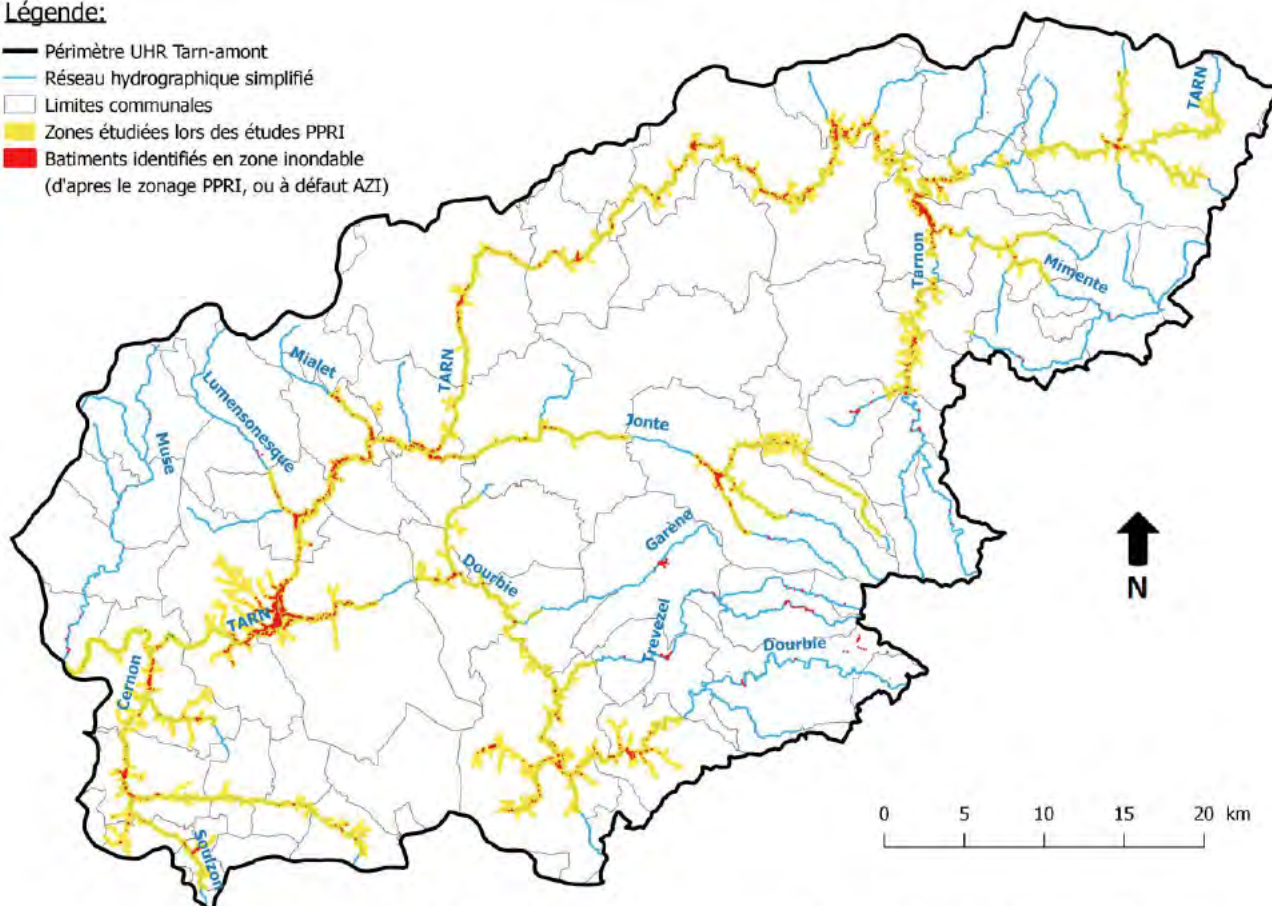 Légende:
Périmètre UHR Tarn-amont
Réseau hydrographique simplifié
Limites communales
Zones étudiées lors des études PPRI
Batiments identifiés en zone inondable
(d'apres le zonage PPRI, ou à défaut AZI)
TARN
Tarnon
Mimente
Mialet
TARN
Lumensonesque
Muse
Jonte
Garène
Dourbie
TARN
Trevezel
Dourbie
Cernon
Soulzon
N
0 5 10 15 20 km